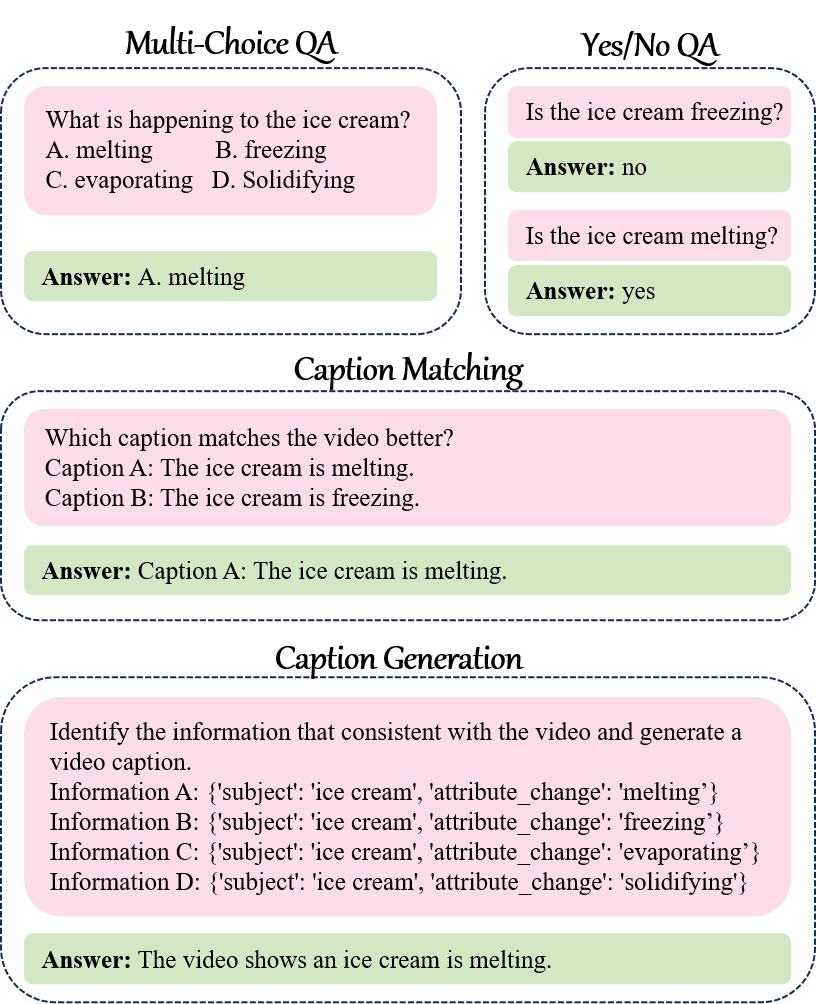 Multi-Choice QA
What is happening to the ice cream?
A. melting B. freezing
C. evaporating D. Solidifying
Answer: A. melting
Yes/No QA
Is the ice cream freezing?
Answer: no
Is the ice cream melting?
Answer: yes
Caption Matching
Which caption matches the video better?
Caption A: The ice cream is melting.
Caption B: The ice cream is freezing.
Answer: Caption A: The ice cream is melting.
Caption Generation
Identify the information that consistent with the video and generate a
video caption.
Information A: {'subject': 'ice cream', 'attribute_change': 'melting’}
Information B: {'subject': 'ice cream', 'attribute_change': 'freezing’}
Information C: {'subject': 'ice cream', 'attribute_change': 'evaporating’}
Information D: {'subject': 'ice cream', 'attribute_change': 'solidifying'}
Answer: The video shows an ice cream is melting.